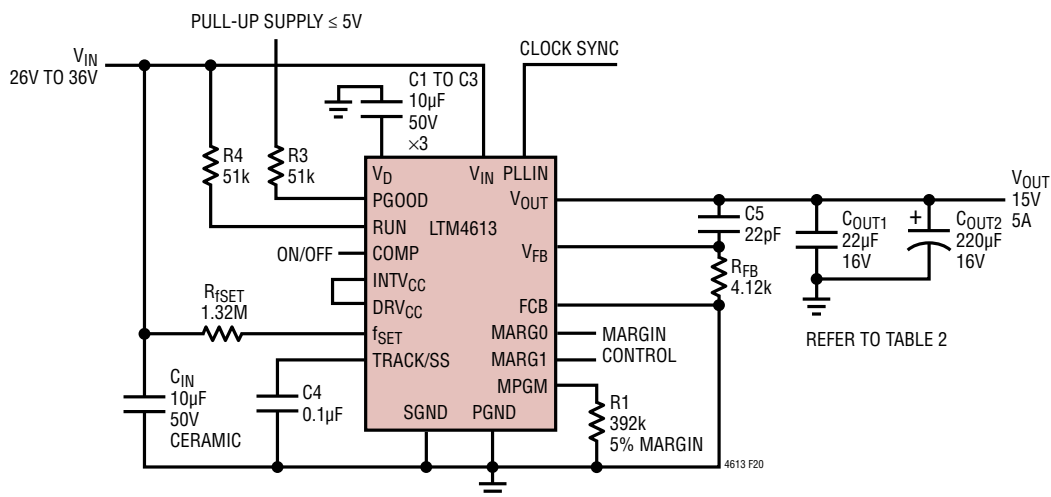 PULL-UP SUPPLY ≤ 5V
VIN
26V TO 36V
CLOCK SYNC
C1 TO C3
10µF
50V
×3
R4
51k
R3
51k
VD
VIN
PLLIN
PGOOD
VOUT
RUN
LTM4613
ON/OFF
COMP
VFB
INTVCC
DRVCC
FCB
fSET
MARG0
MARGIN
TRACK/SS
MARG1
CONTROL
MPGM
SGND
PGND
RfSET
1.32M
CIN
10µF
50V
CERAMIC
C4
0.1µF
C5
22pF
RFB
4.12k
R1
392k
5% MARGIN
COUT1
22µF
16V
+
COUT2
220µF
16V
VOUT
15V
5A
REFER TO TABLE 2
4613 F20